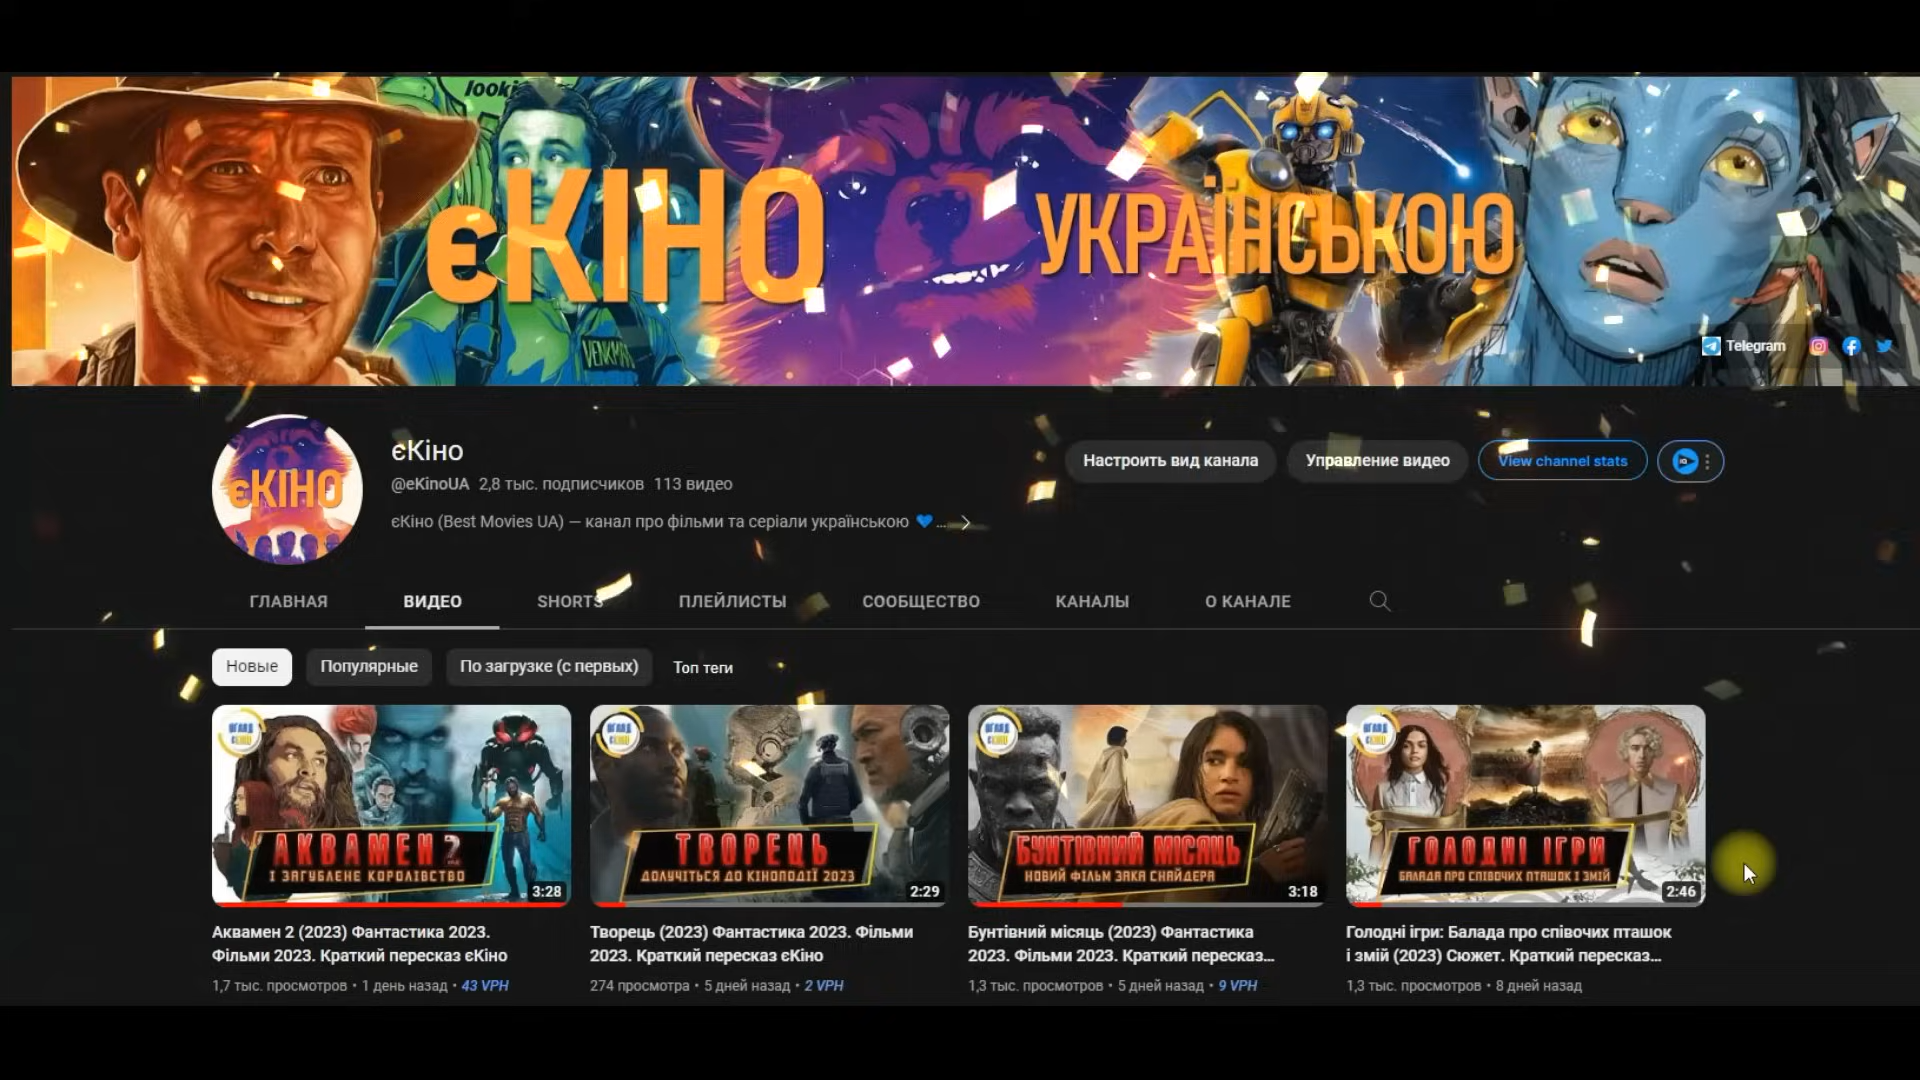 looki
єКІНО УКРАЇНСЬКОЮ
VENKMAN
Telegram
єКІНО
єКіно
@eKinoUA 2,8 тыс. подписчиков 113 видео
єКіно (Best Movies UA) — канал про фільми та серіали українською 💙...
Настроить вид канала
Управление видео
View channel stats
ГЛАВНАЯ
ВИДЕО
SHORTS
ПЛЕЙЛИСТЫ
СООБЩЕСТВО
КАНАЛЫ
О КАНАЛЕ
Новые
Популярные
По загрузке (с первых)
Топ теги
АКВАМЕН 2
І ЗАГУБЛЕНЕ КОРОЛІВСТВО
3:28
ТВОРЕЦЬ
ДОЛУЧІТЬСЯ ДО КІНОПОДІЇ 2023
2:29
БУНТІВНИЙ МІСЯЦЬ
НОВИЙ ФІЛЬМ ЗАКА СНАЙДЕРА
3:18
ГОЛОДНІ ІГРИ
БАЛАДА ПРО СПІВОЧИХ ПТАШОК І ЗМІЙ
2:46
Аквамен 2 (2023) Фантастика 2023.
Фільми 2023. Краткий пересказ єКіно
1,7 тыс. просмотров • 1 день назад • 43 VPH
Творець (2023) Фантастика 2023. Фільми
2023. Краткий пересказ єКіно
274 просмотра • 5 дней назад • 2 VPH
Бунтівний місяць (2023) Фантастика
2023. Фільми 2023. Краткий пересказ...
1,3 тыс. просмотров • 5 дней назад • 9 VPH
Голодні ігри: Балада про співочих пташок
і змій (2023) Сюжет. Краткий пересказ...
1,3 тыс. просмотров • 8 дней назад